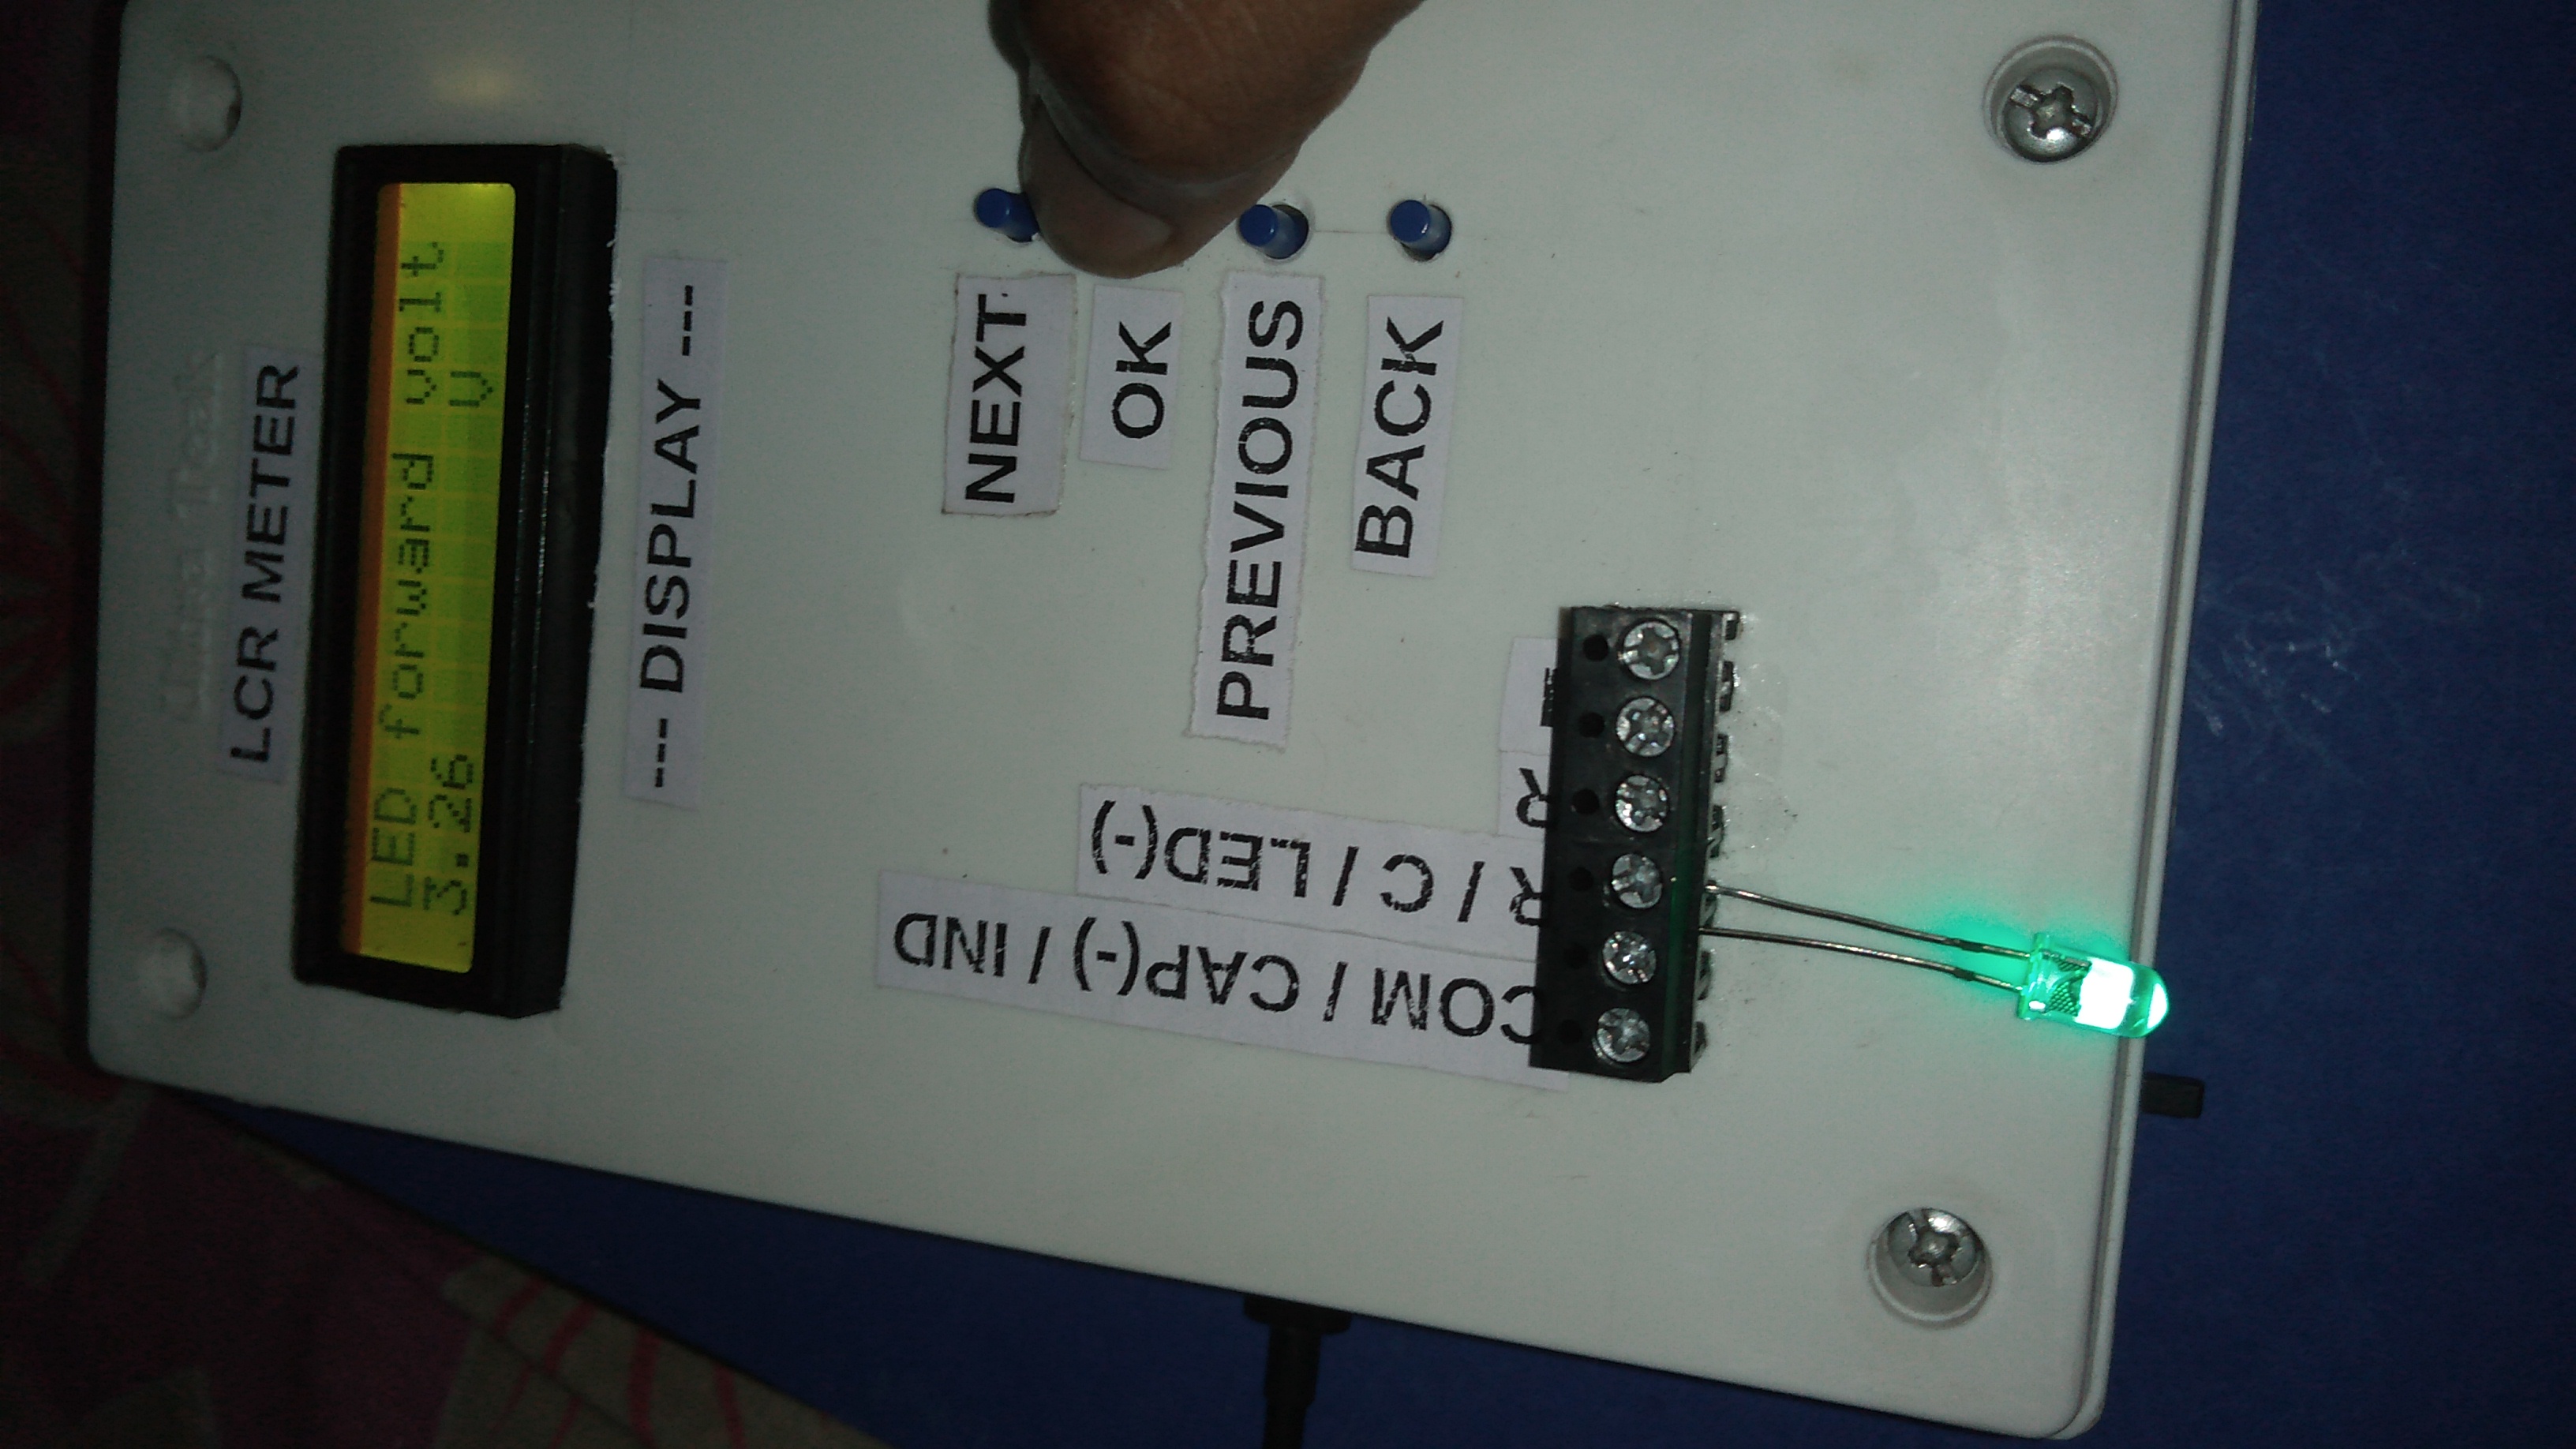 LCR METER
LED forward volt
3.26 V
--- DISPLAY ---
NEXT
OK
PREVIOUS
BACK
COM / CAP(-) / IND
R / C / LED(-)
R